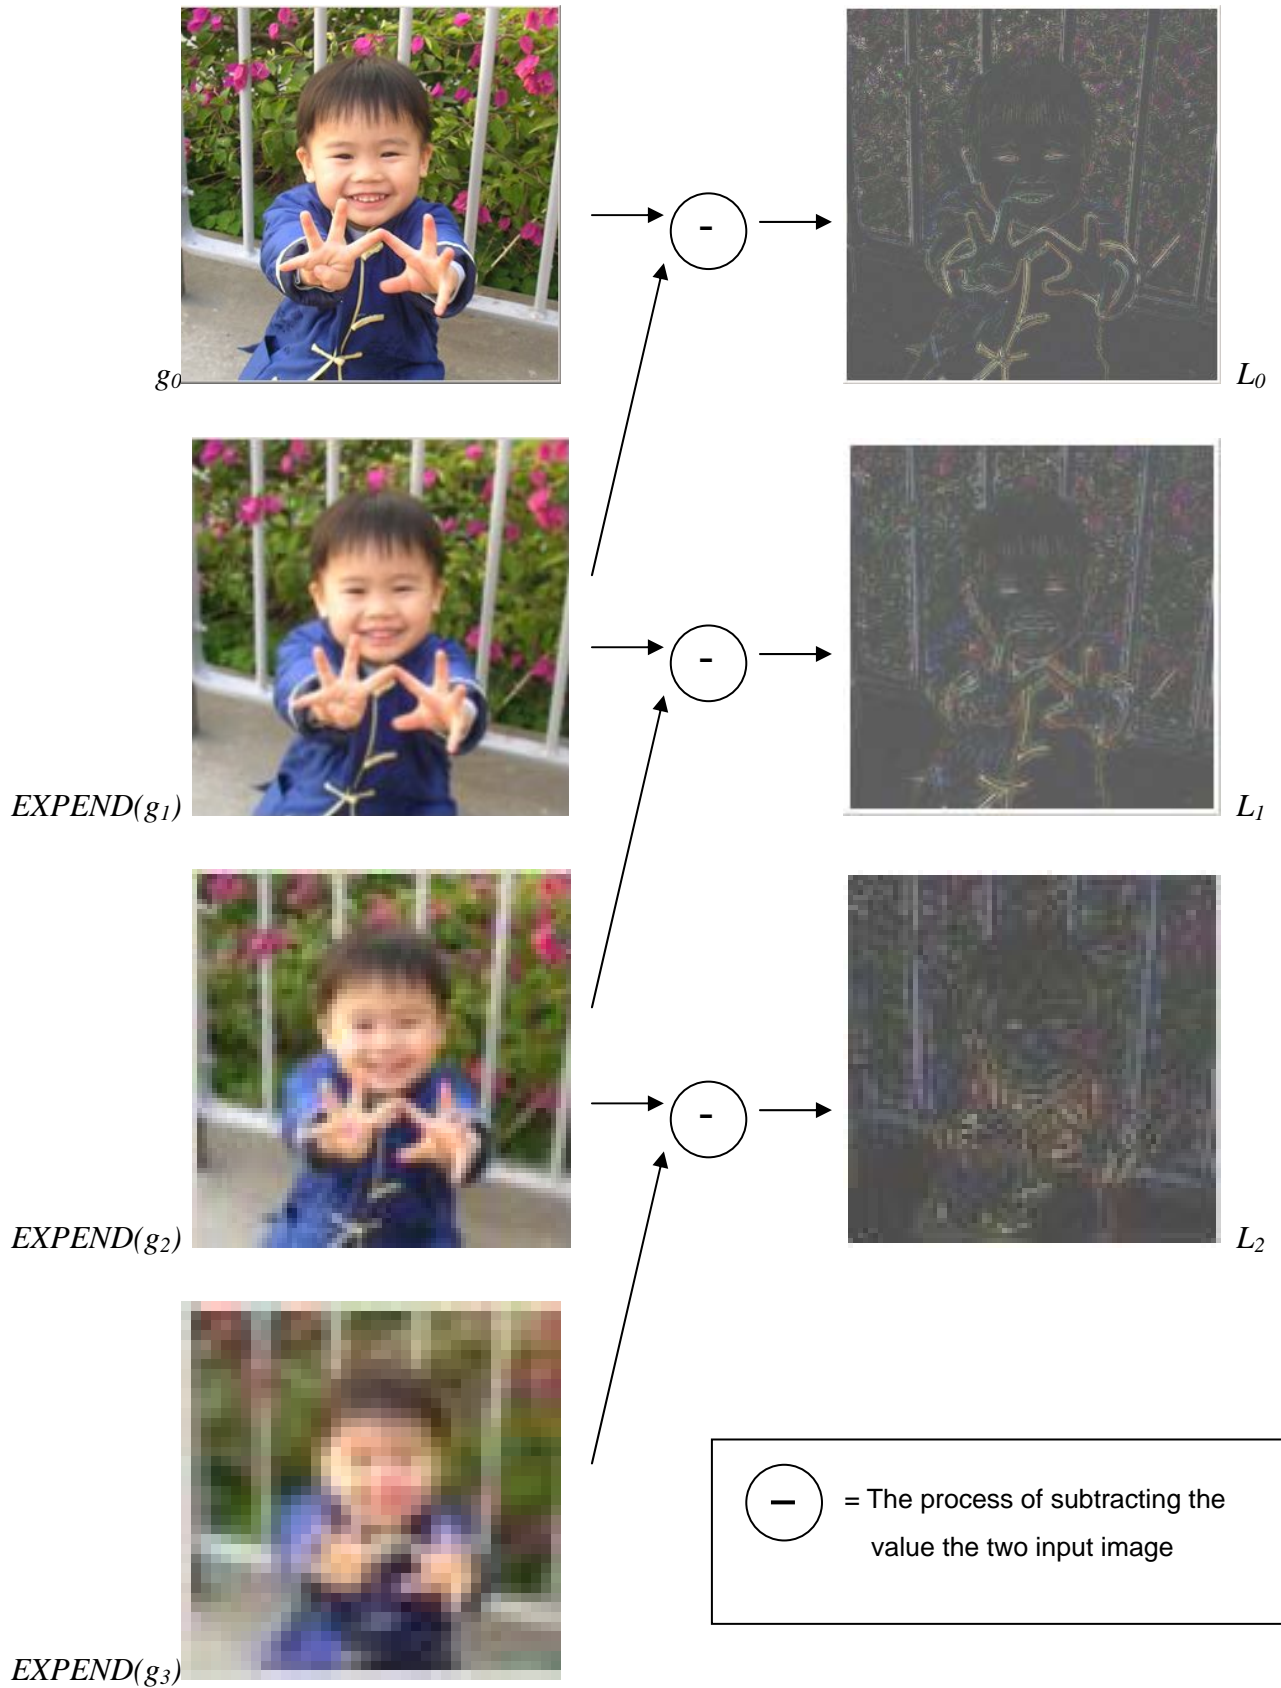 g0
-
L0
EXPEND(g1)
-
L1
EXPEND(g2)
-
L2
EXPEND(g3)
− = The process of subtracting the
value the two input image